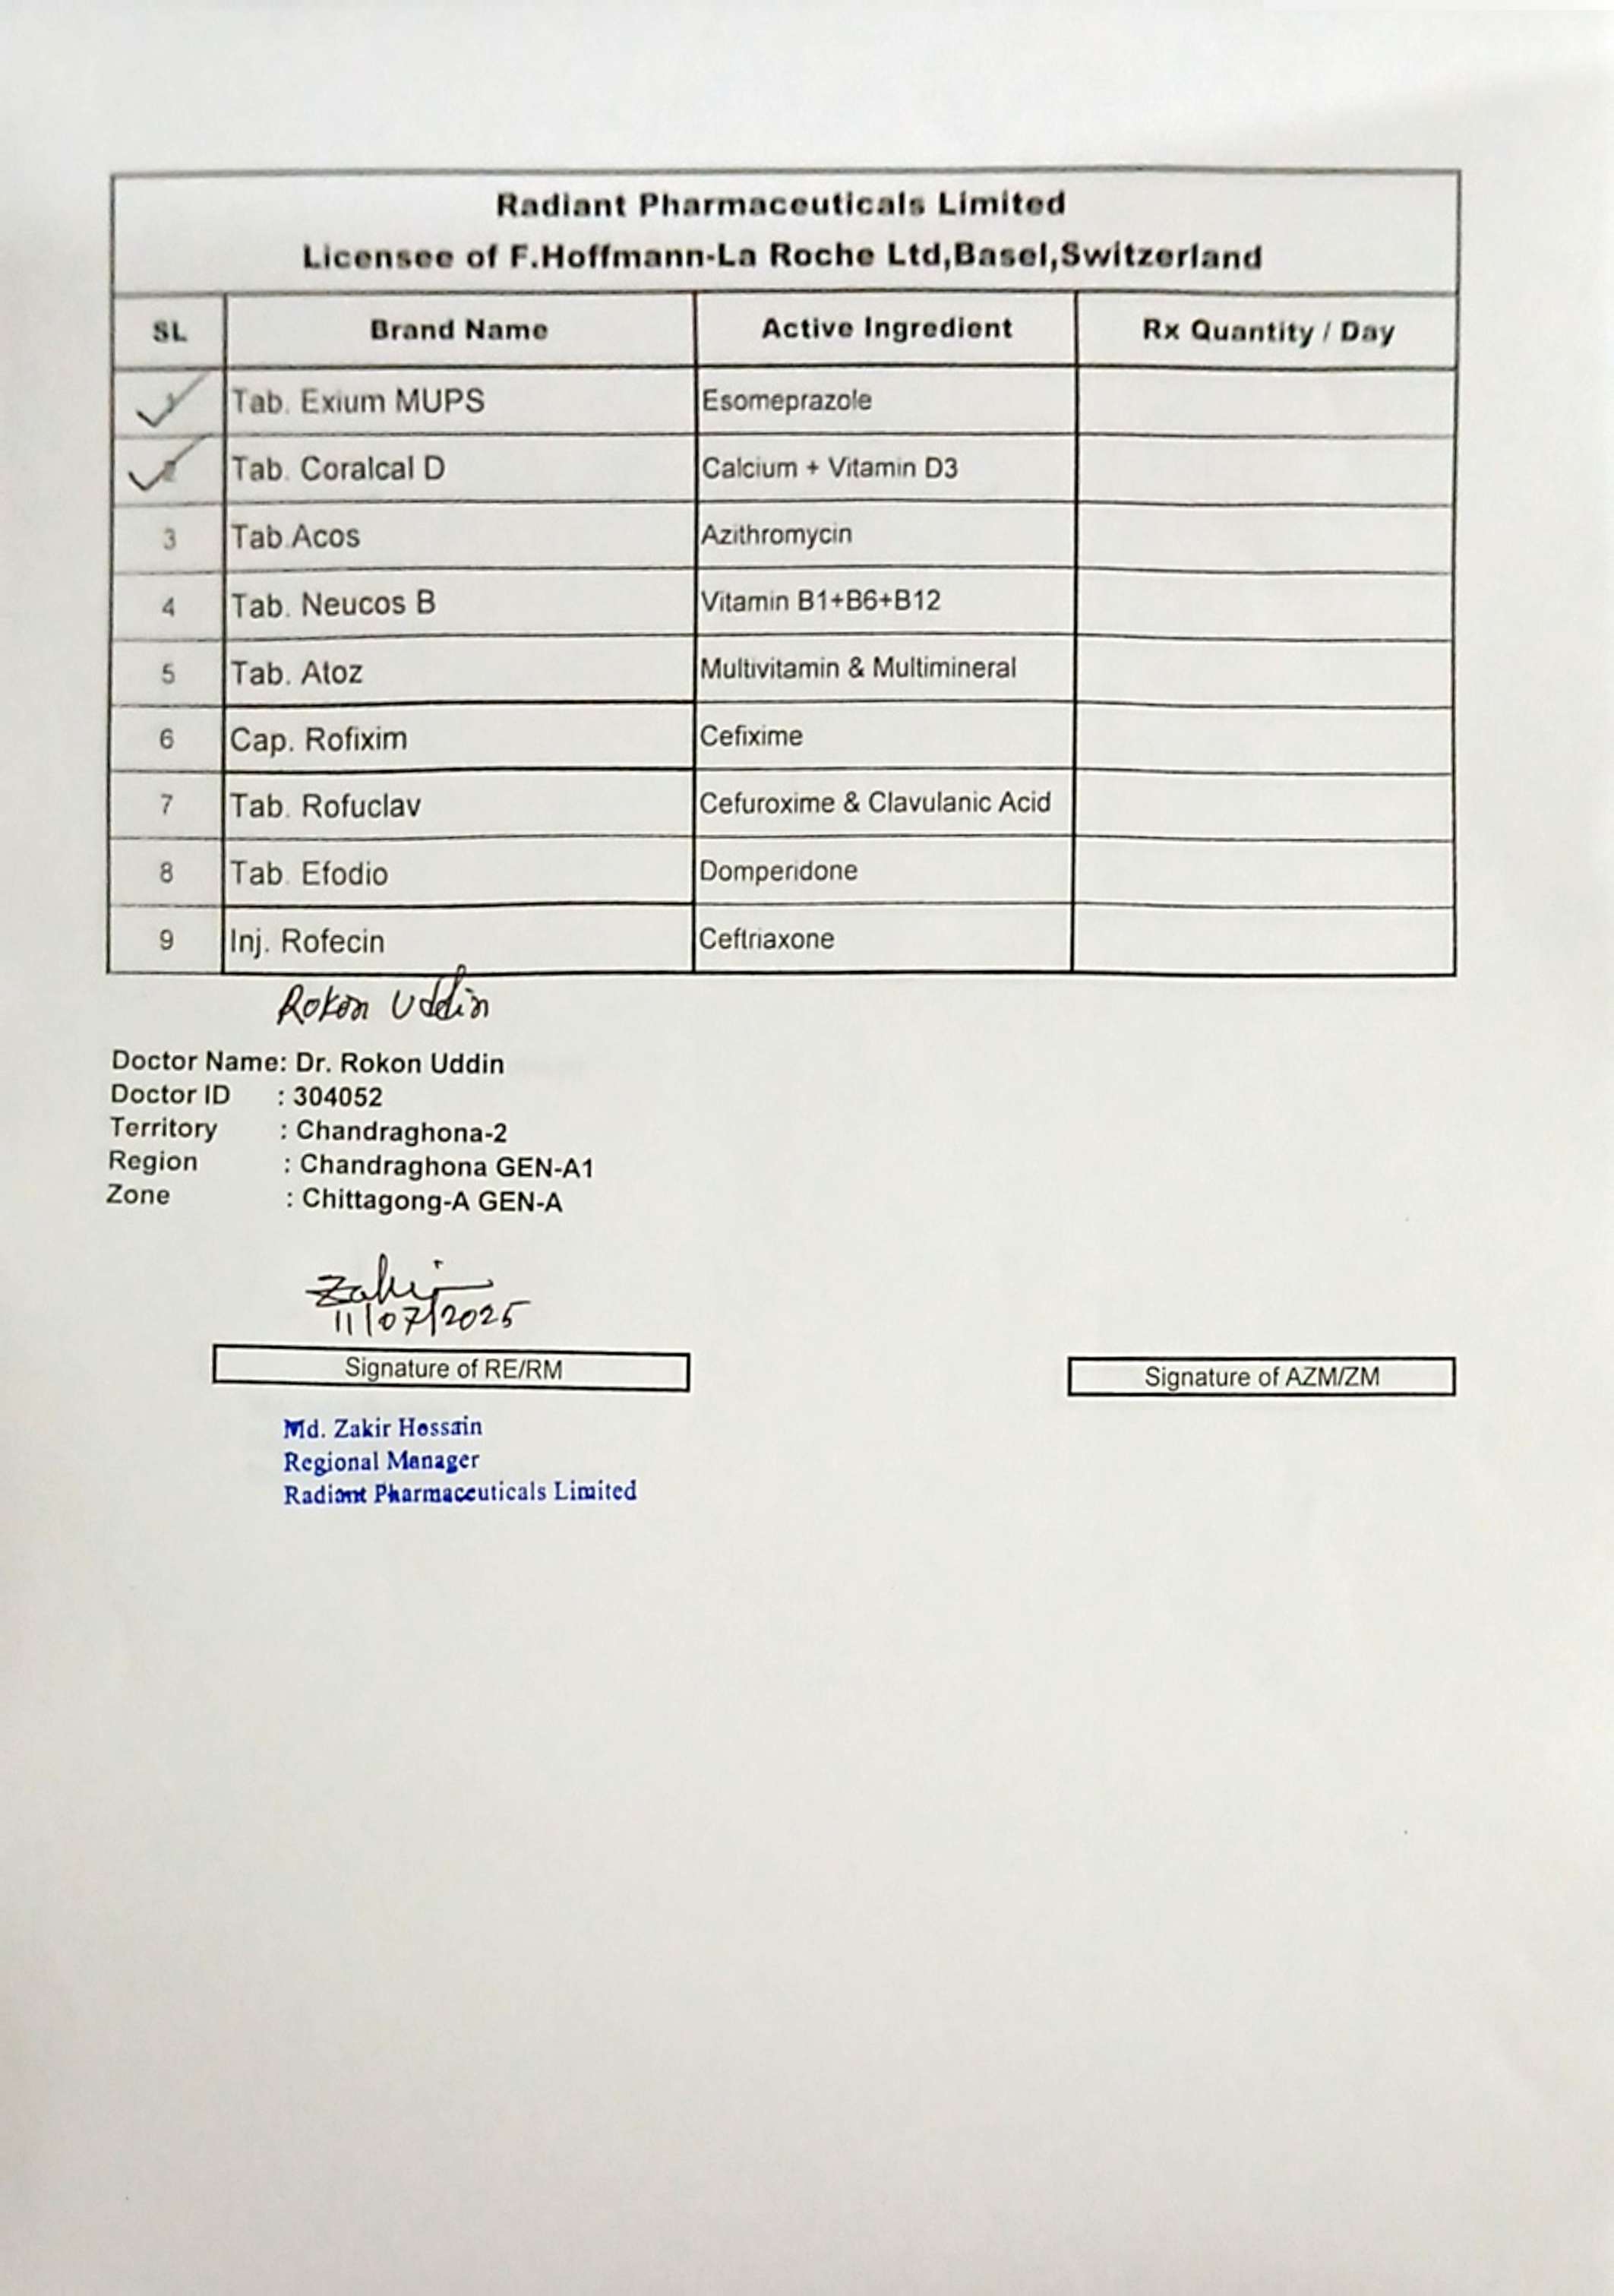 Radiant Pharmaceuticals Limited
Licensee of F.Hoffmann-La Roche Ltd,Basel,Switzerland
SL Brand Name Active Ingredient Rx Quantity / Day
1 Tab. Exium MUPS Esomeprazole
2 Tab. Coralcal D Calcium + Vitamin D3
3 Tab.Acos Azithromycin
4 Tab. Neucos B Vitamin B1+B6+B12
5 Tab. Atoz Multivitamin & Multimineral
6 Cap. Rofixim Cefixime
7 Tab. Rofuclav Cefuroxime & Clavulanic Acid
8 Tab. Efodio Domperidone
9 Inj. Rofecin Ceftriaxone
Rokon Uddin
Doctor Name: Dr. Rokon Uddin
Doctor ID : 304052
Territory : Chandraghona-2
Region : Chandraghona GEN-A1
Zone : Chittagong-A GEN-A
Zakir
11/07/2025
Signature of RE/RM Signature of AZM/ZM
Md. Zakir Hossain
Regional Manager
Radiant Pharmaceuticals Limited